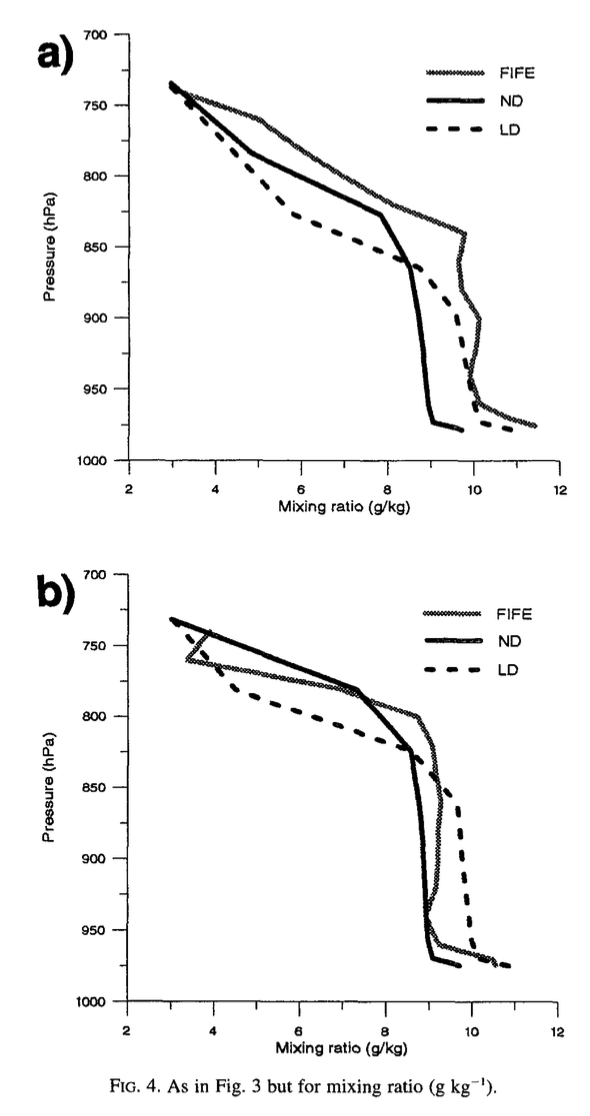 a)
700
750
800
850
900
950
1000
Pressure (hPa)
FIFE
ND
LD
2 4 6 8 10 12
Mixing ratio (g/kg)
b)
700
750
800
850
900
950
1000
Pressure (hPa)
FIFE
ND
LD
2 4 6 8 10 12
Mixing ratio (g/kg)
FIG. 4. As in Fig. 3 but for mixing ratio (g kg⁻¹).